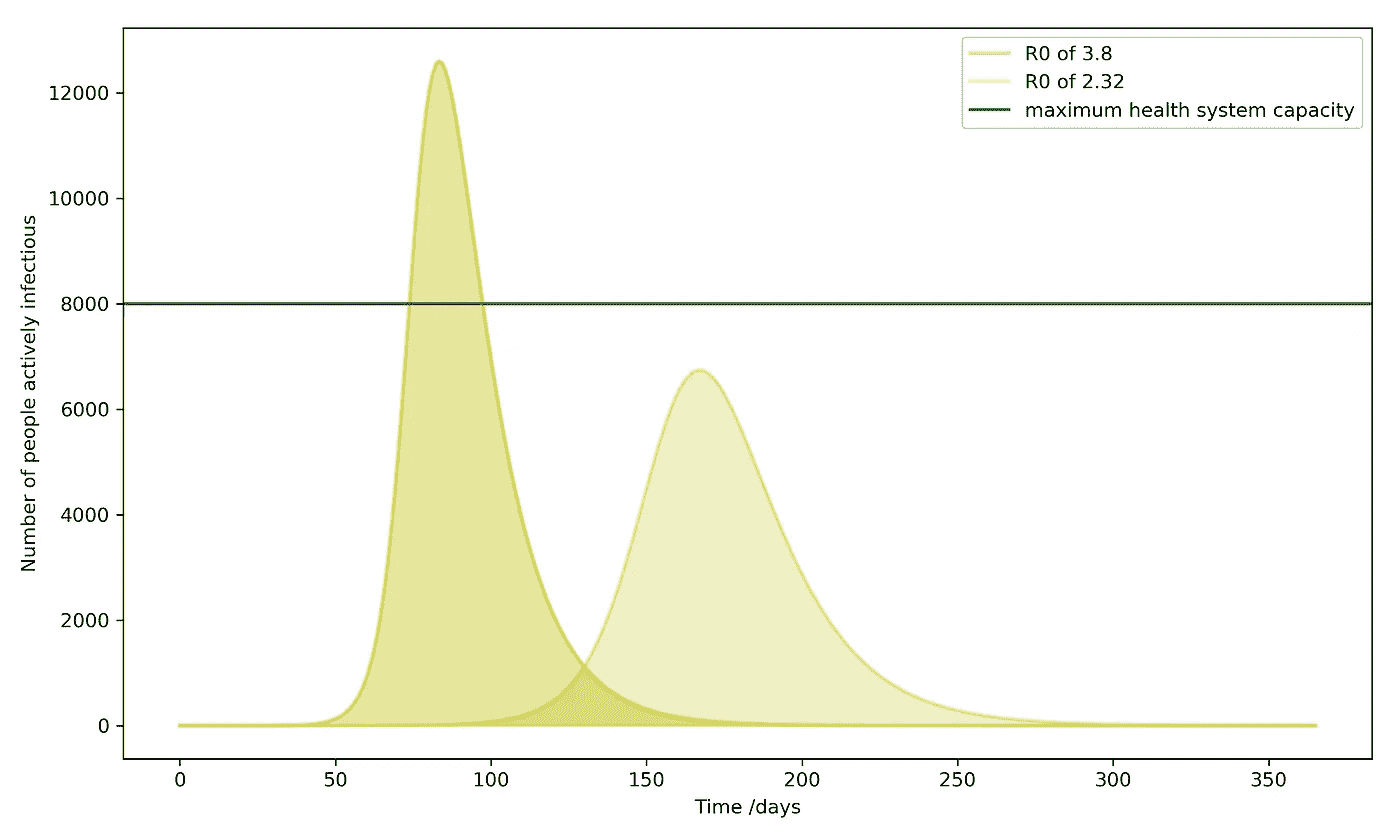 R0 of 3.8
R0 of 2.32
maximum health system capacity
12000
10000
8000
6000
4000
2000
0
Number of people actively infectious
0 50 100 150 200 250 300 350
Time /days